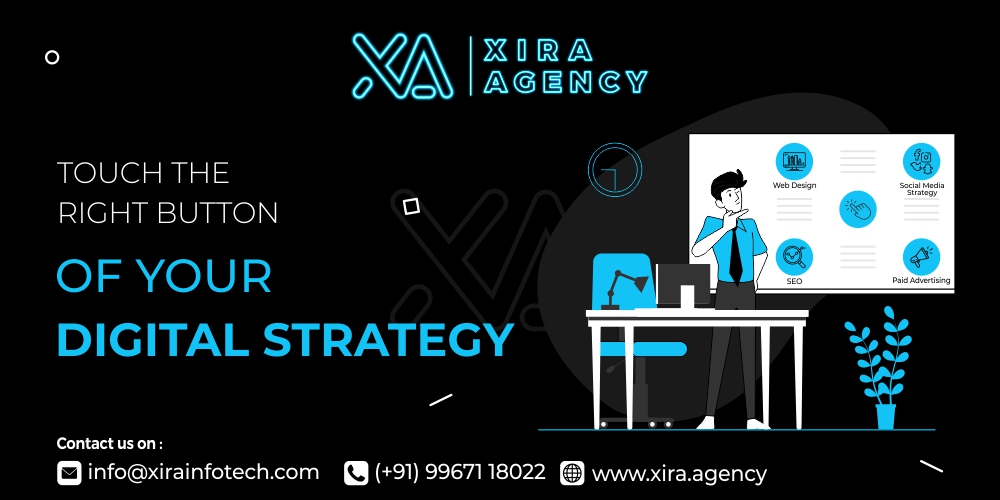 XA
XIRA
AGENCY
TOUCH THE
RIGHT BUTTON
OF YOUR
DIGITAL STRATEGY
Web Design
Social Media
Strategy
SEO
Paid Advertising
Contact us on :
info@xirainfotech.com
(+91) 99671 18022
www.xira.agency